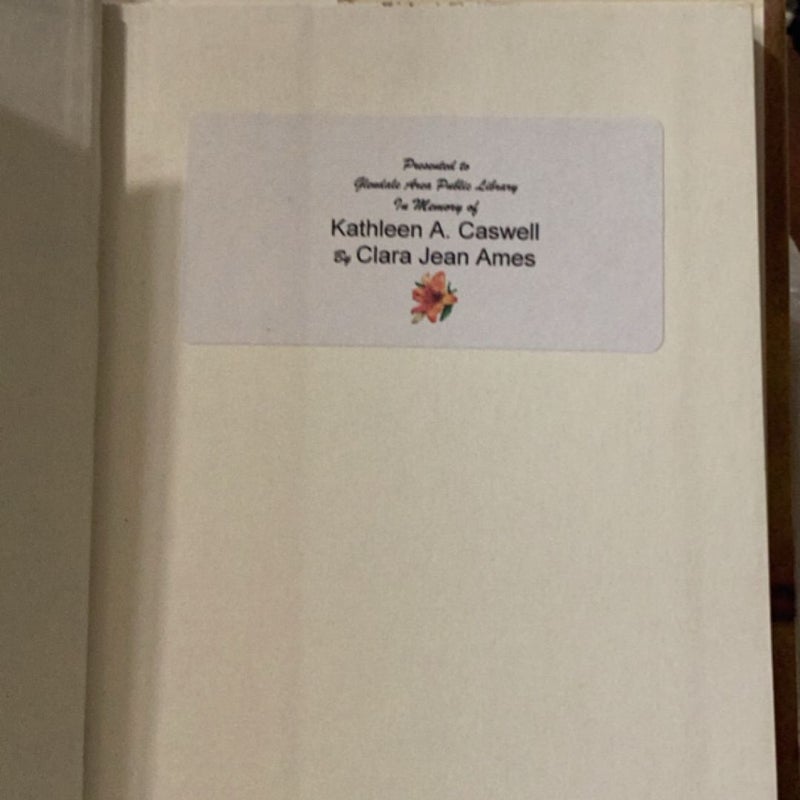 Presented to
Glendale Area Public Library
In Memory of
Kathleen A. Caswell
By Clara Jean Ames